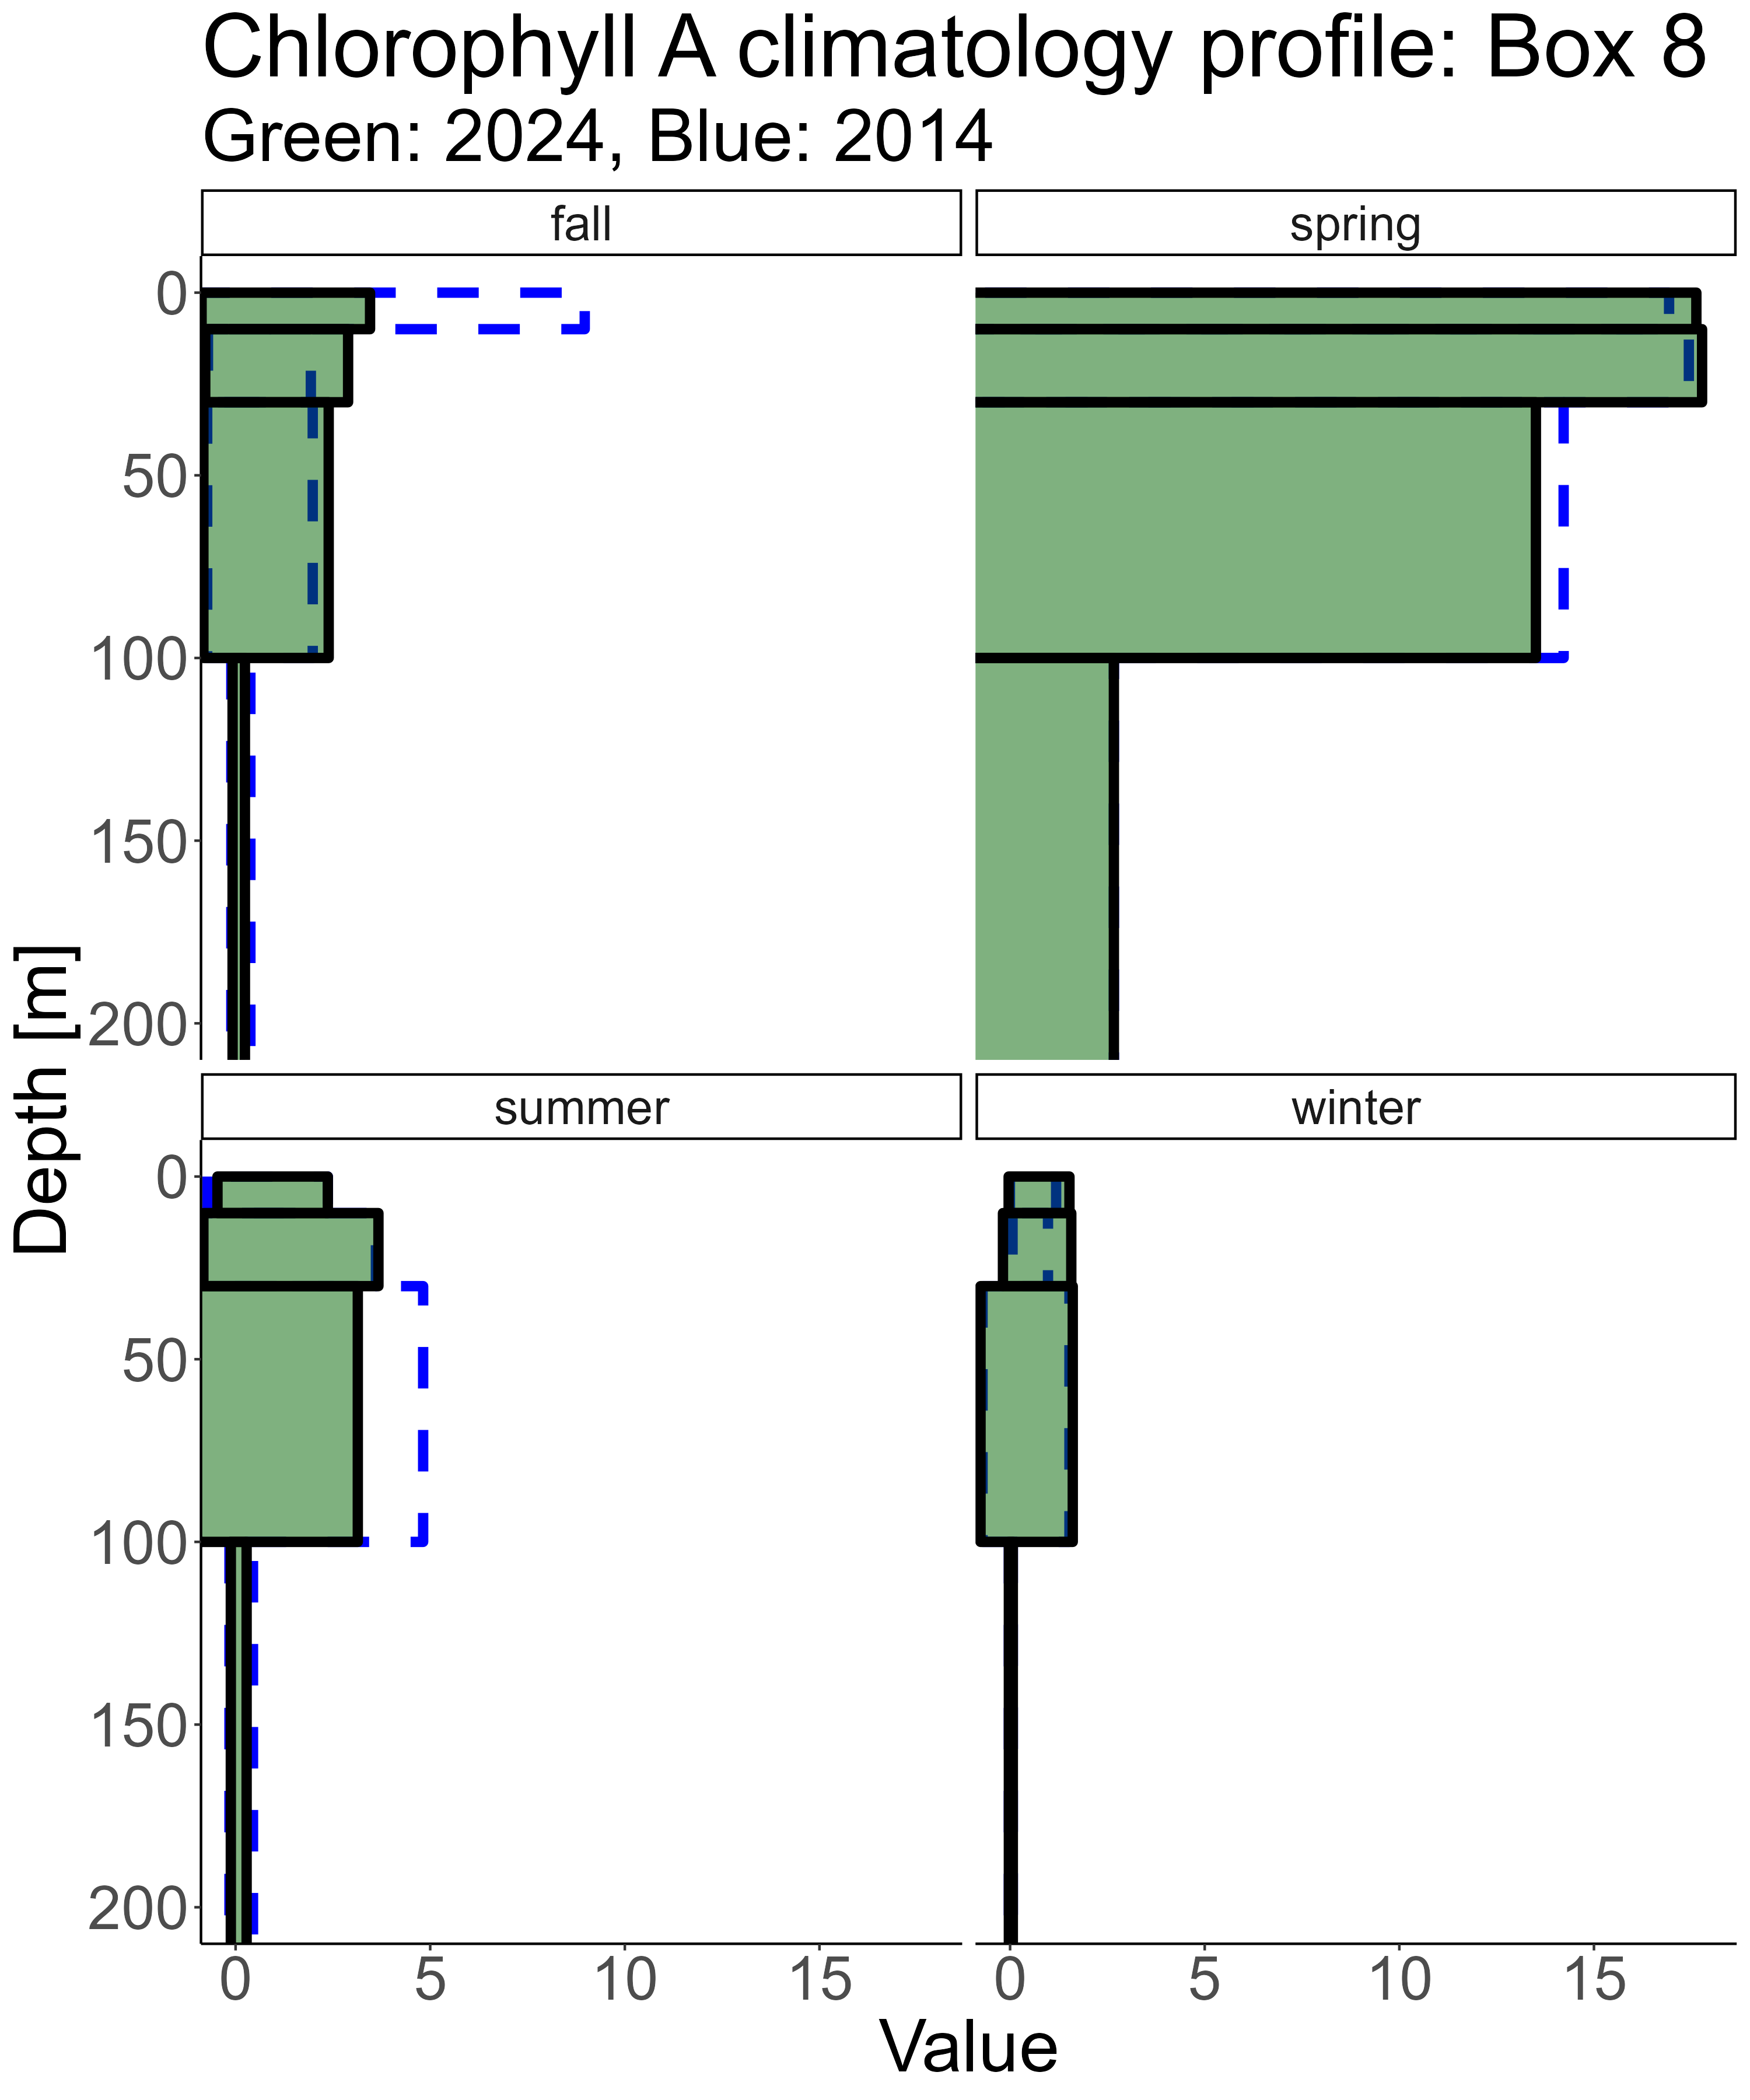 Chlorophyll A climatology profile: Box 8
Green: 2024, Blue: 2014
fall
spring
0
50
100
150
200
summer
winter
0
50
100
150
200
Depth [m]
0
5
10
15
0
5
10
15
Value